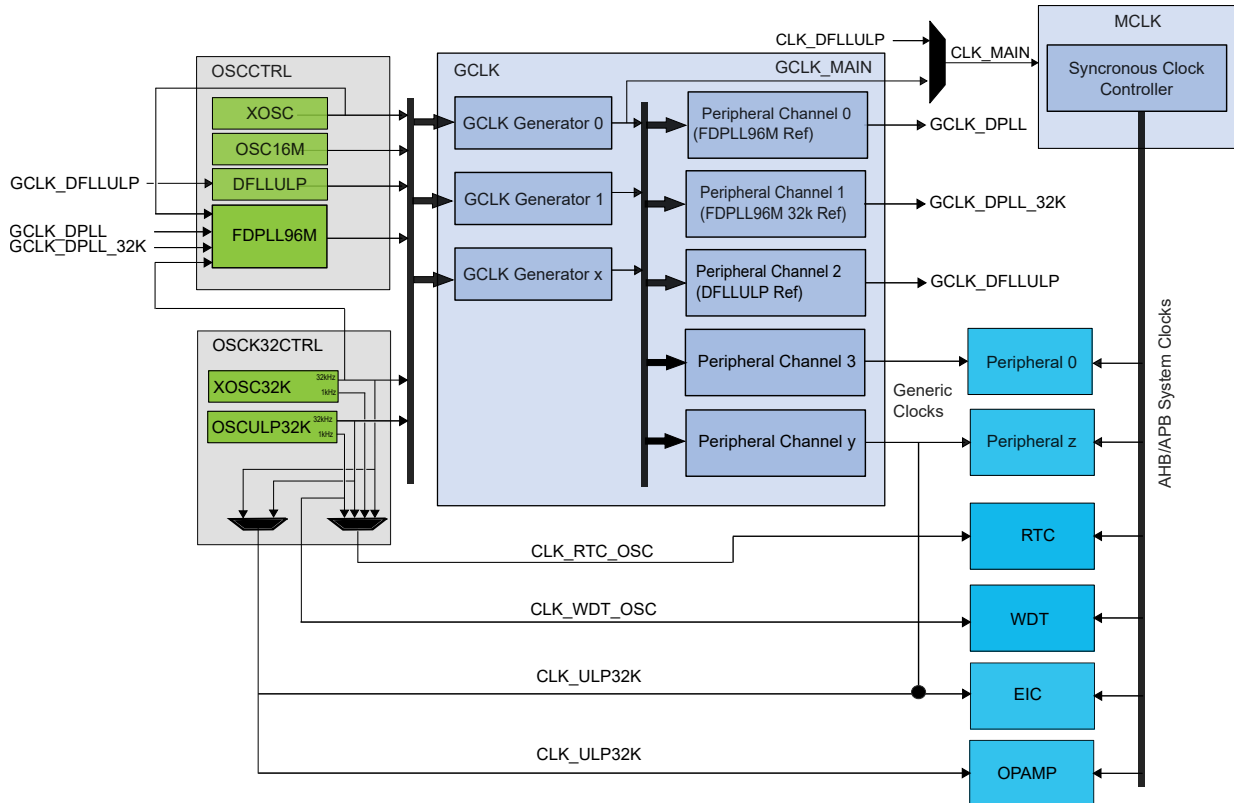 MCLK
Syncronous Clock
Controller
CLK_DFLLULP
GCLK_MAIN
CLK_MAIN
OSCCTRL
XOSC
OSC16M
DFLLULP
FDPLL96M
GCLK_DFLLULP
GCLK_DPLL
GCLK_DPLL_32K
GCLK
GCLK Generator 0
GCLK Generator 1
GCLK Generator x
Peripheral Channel 0
(FDPLL96M Ref)
Peripheral Channel 1
(FDPLL96M 32k Ref)
Peripheral Channel 2
(DFLLULP Ref)
Peripheral Channel 3
Peripheral Channel y
GCLK_DPLL
GCLK_DPLL_32K
GCLK_DFLLULP
Generic
Clocks
OSCK32CTRL
XOSC32K
32kHz
1kHz
OSCULP32K
32kHz
1kHz
Peripheral 0
Peripheral z
AHB/APB System Clocks
CLK_RTC_OSC
RTC
CLK_WDT_OSC
WDT
CLK_ULP32K
EIC
CLK_ULP32K
OPAMP